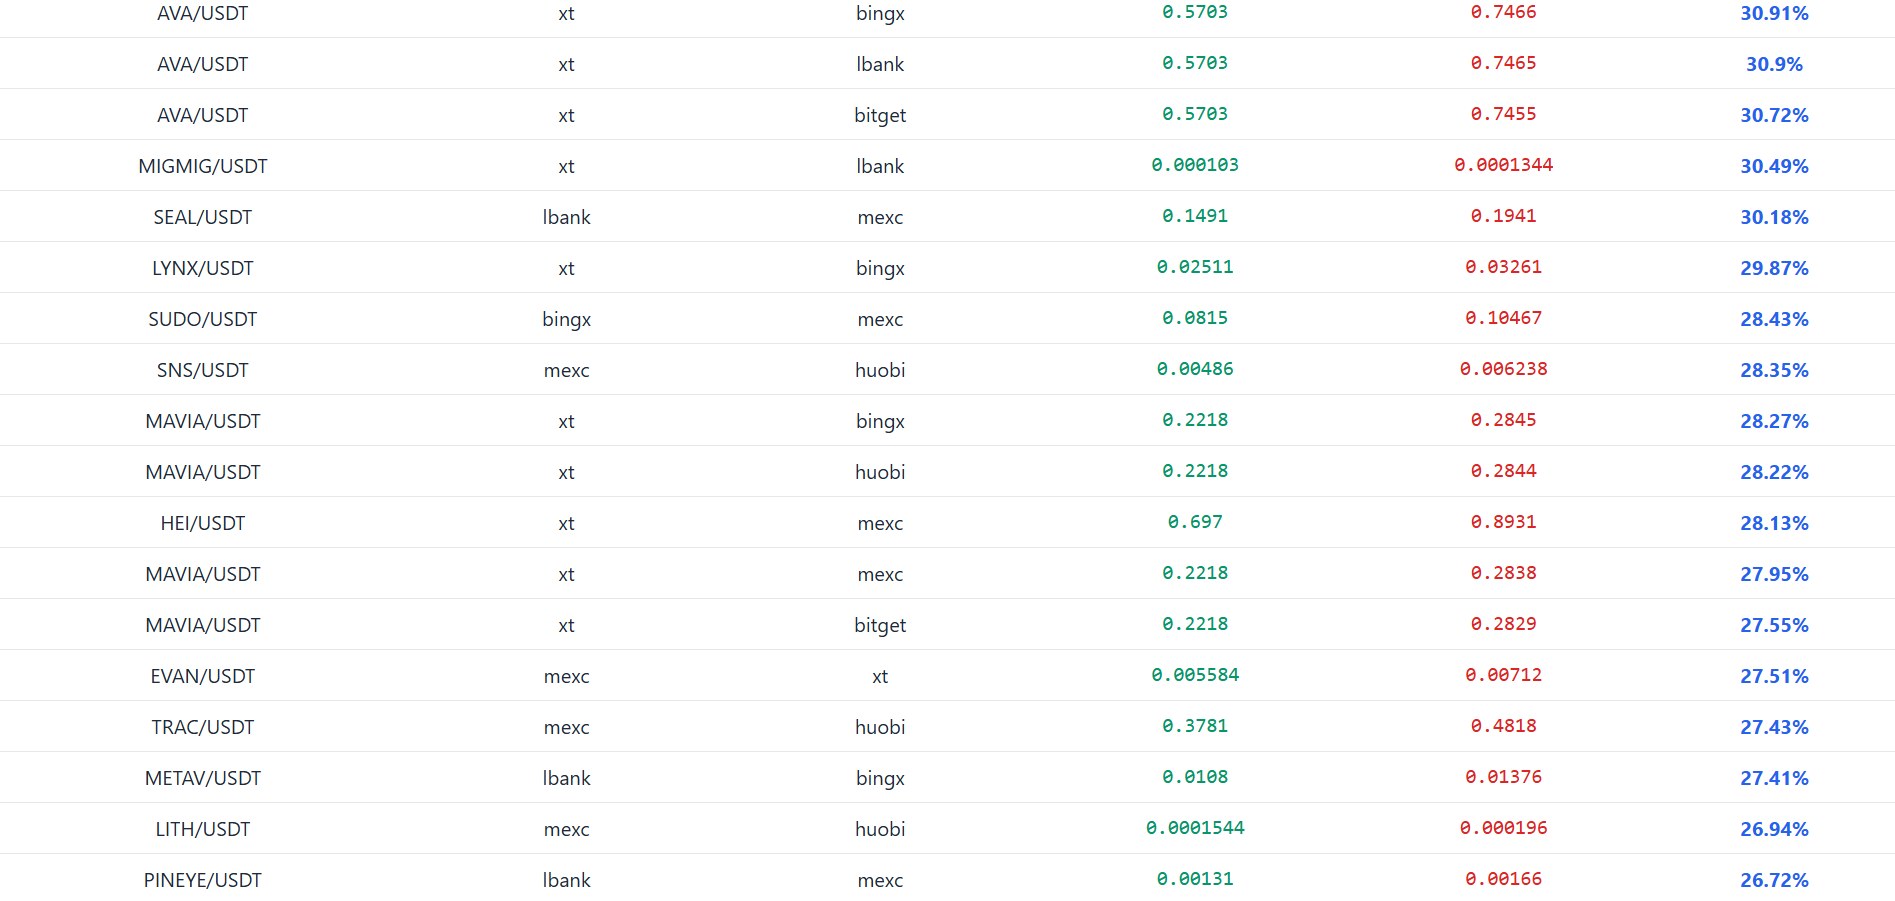 AVA/USDT xt bingx 0.5703 0.7466 30.91%
AVA/USDT xt lbank 0.5703 0.7465 30.9%
AVA/USDT xt bitget 0.5703 0.7455 30.72%
MIGMIG/USDT xt lbank 0.000103 0.0001344 30.49%
SEAL/USDT lbank mexc 0.1491 0.1941 30.18%
LYNX/USDT xt bingx 0.02511 0.03261 29.87%
SUDO/USDT bingx mexc 0.0815 0.10467 28.43%
SNS/USDT mexc huobi 0.00486 0.006238 28.35%
MAVIA/USDT xt bingx 0.2218 0.2845 28.27%
MAVIA/USDT xt huobi 0.2218 0.2844 28.22%
HEI/USDT xt mexc 0.697 0.8931 28.13%
MAVIA/USDT xt mexc 0.2218 0.2838 27.95%
MAVIA/USDT xt bitget 0.2218 0.2829 27.55%
EVAN/USDT mexc xt 0.005584 0.00712 27.51%
TRAC/USDT mexc huobi 0.3781 0.4818 27.43%
METAV/USDT lbank bingx 0.0108 0.01376 27.41%
LITH/USDT mexc huobi 0.0001544 0.000196 26.94%
PINEYE/USDT lbank mexc 0.00131 0.00166 26.72%